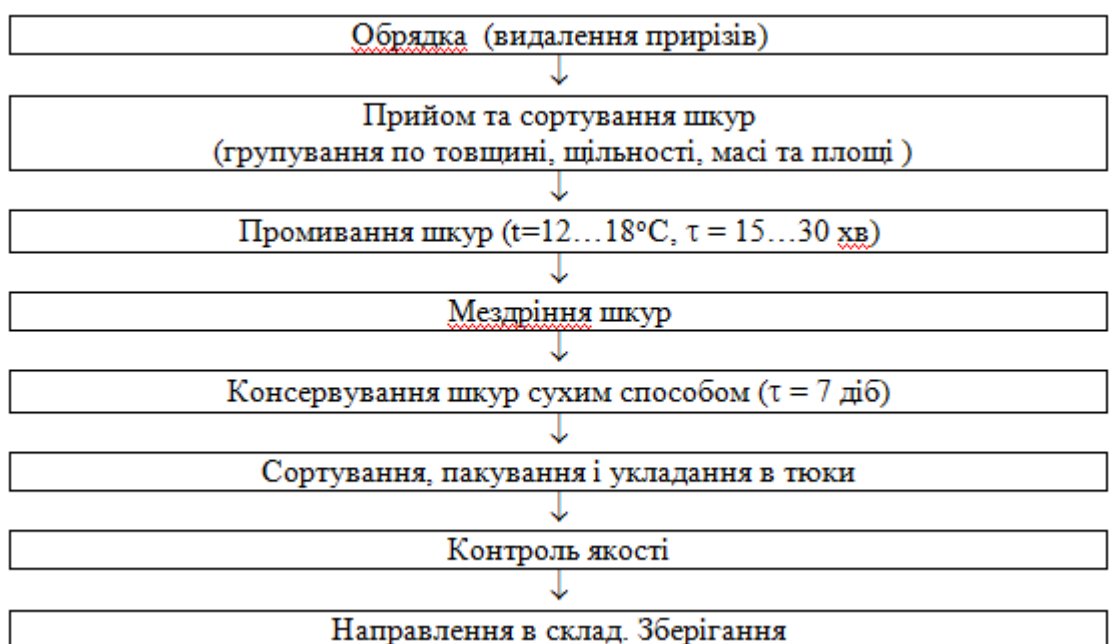 Обрядка (видалення прирізів)
Прийом та сортування шкур
(групування по товщині, щільності, масі та площі )
Промивання шкур (t=12…18°С, τ = 15…30 хв)
Мездріння шкур
Консервування шкур сухим способом (τ = 7 діб)
Сортування, пакування і укладання в тюки
Контроль якості
Направлення в склад. Зберігання